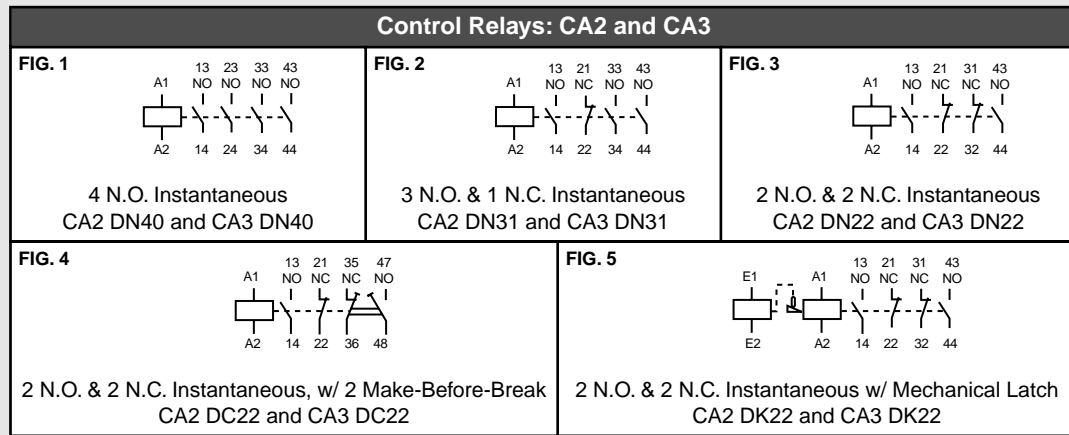 Control Relays: CA2 and CA3
FIG. 1
13 23 33 43
A1 NO NO NO NO
A2 14 24 34 44
4 N.O. Instantaneous
CA2 DN40 and CA3 DN40
FIG. 2
13 21 33 43
A1 NO NC NO NO
A2 14 22 34 44
3 N.O. & 1 N.C. Instantaneous
CA2 DN31 and CA3 DN31
FIG. 3
13 21 31 43
A1 NO NC NC NO
A2 14 22 32 44
2 N.O. & 2 N.C. Instantaneous
CA2 DN22 and CA3 DN22
FIG. 4
13 21 35 47
A1 NO NC NC NO
A2 14 22 36 48
2 N.O. & 2 N.C. Instantaneous, w/ 2 Make-Before-Break
CA2 DC22 and CA3 DC22
FIG. 5
13 21 31 43
E1 A1 NO NC NC NO
E2 A2 14 22 32 44
2 N.O. & 2 N.C. Instantaneous w/ Mechanical Latch
CA2 DK22 and CA3 DK22